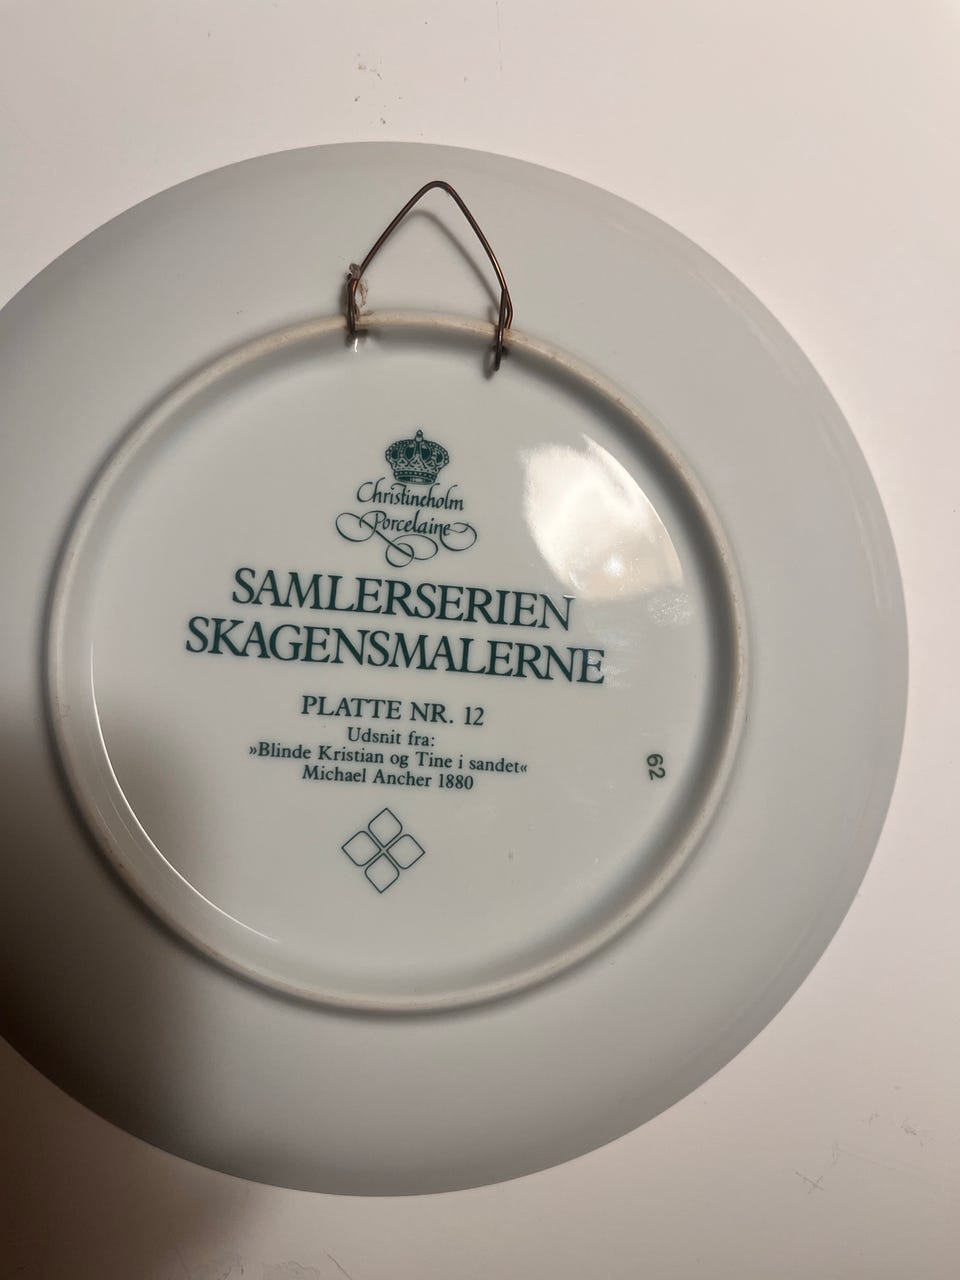 Christineholm
Porcelaine
SAMLERSERIEN
SKAGENSMALERNE
PLATTE NR. 12
Udsnit fra:
»Blinde Kristian og Tine i sandet«
Michael Ancher 1880
62